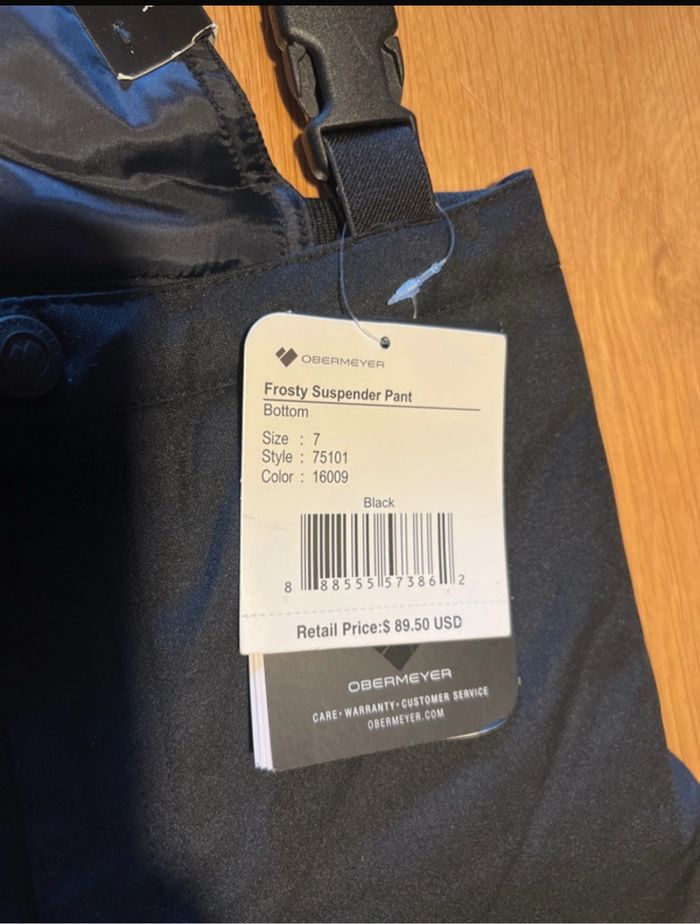 OBERMEYER
Frosty Suspender Pant
Bottom
Size : 7
Style : 75101
Color : 16009
Black
8 88555 57386 2
Retail Price:$ 89.50 USD
OBERMEYER
CARE • WARRANTY • CUSTOMER SERVICE
OBERMEYER.COM